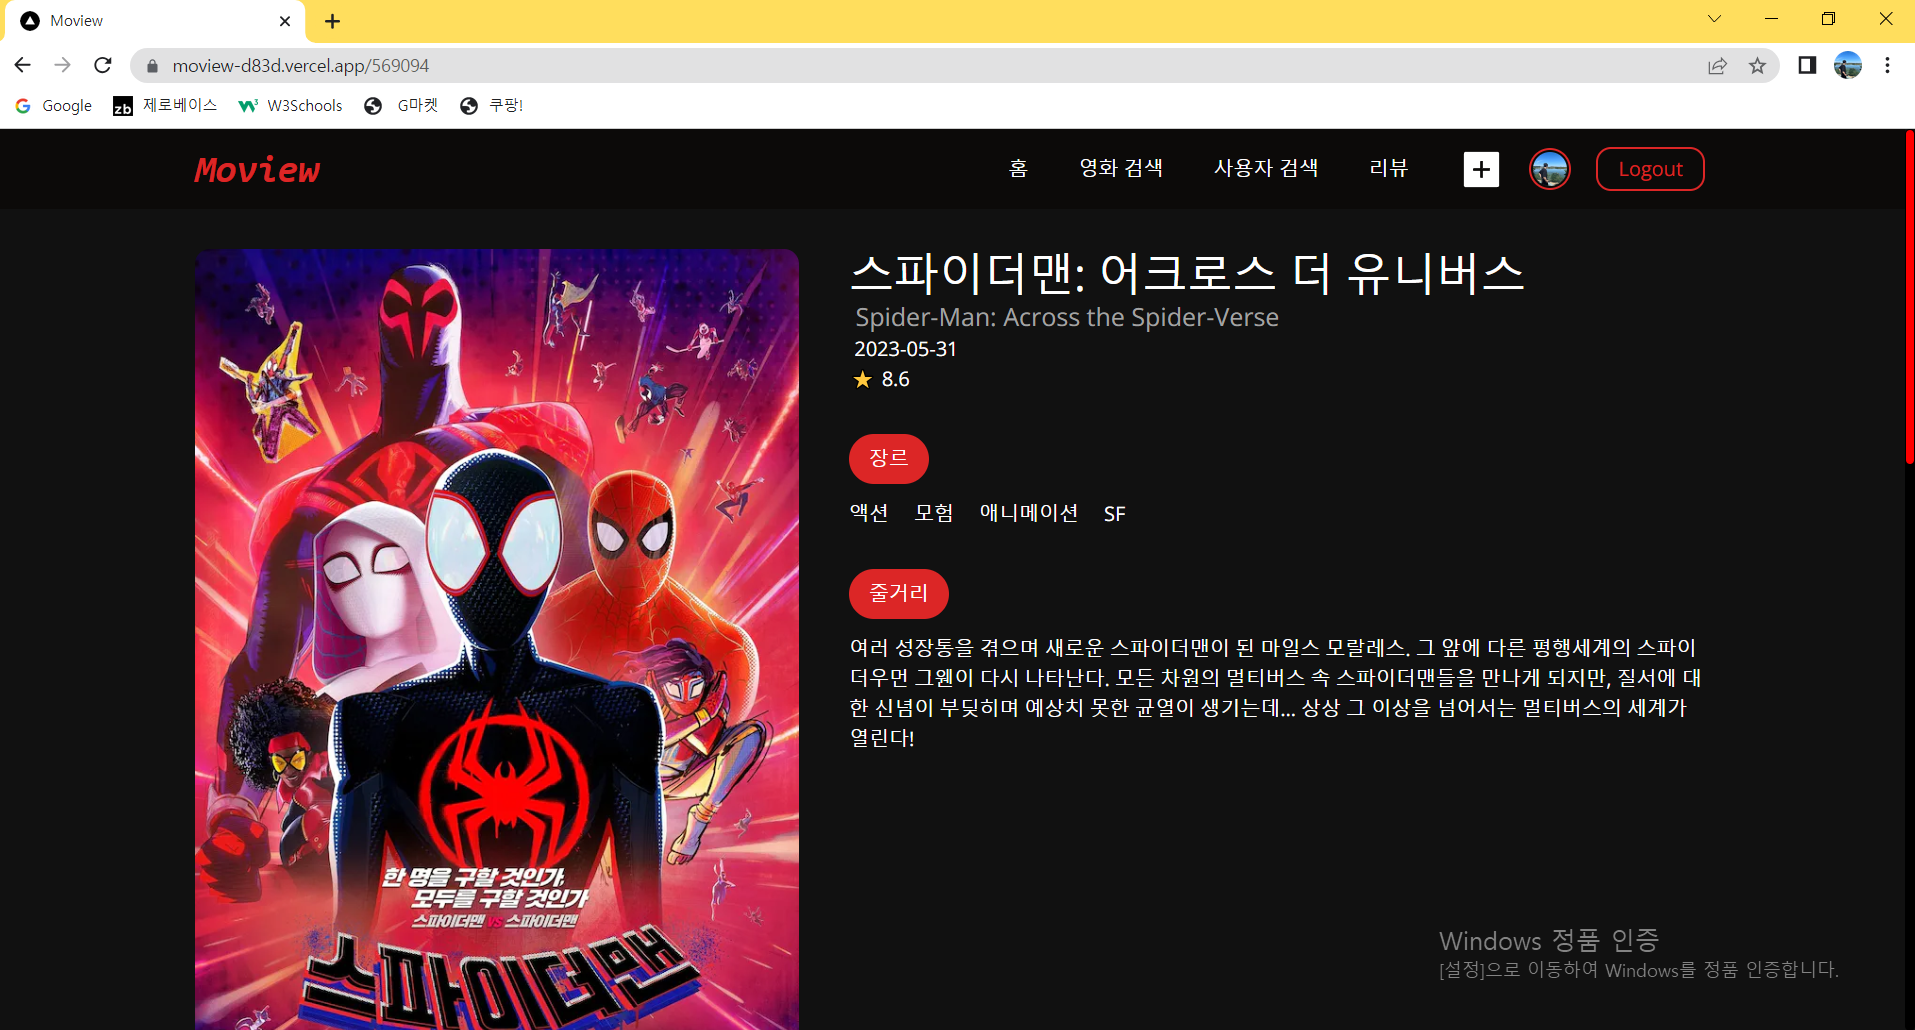 Moview
moview-d83d.vercel.app/569094
Google
zb 제로베이스
W3Schools
G마켓
쿠팡!
Moview
홈
영화 검색
사용자 검색
리뷰
Logout
스파이더맨: 어크로스 더 유니버스
Spider-Man: Across the Spider-Verse
2023-05-31
8.6
장르
액션 모험 애니메이션 SF
줄거리
여러 성장통을 겪으며 새로운 스파이더맨이 된 마일스 모랄레스. 그 앞에 다른 평행세계의 스파이
더우먼 그웬이 다시 나타난다. 모든 차원의 멀티버스 속 스파이더맨들을 만나게 되지만, 질서에 대
한 신념이 부딪히며 예상치 못한 균열이 생기는데... 상상 그 이상을 넘어서는 멀티버스의 세계가
열린다!
한 명을 구할 것인가,
모두를 구할 것인가
스파이더맨 VS 스파이더맨
스파이더맨
Windows 정품 인증
[설정]으로 이동하여 Windows를 정품 인증합니다.